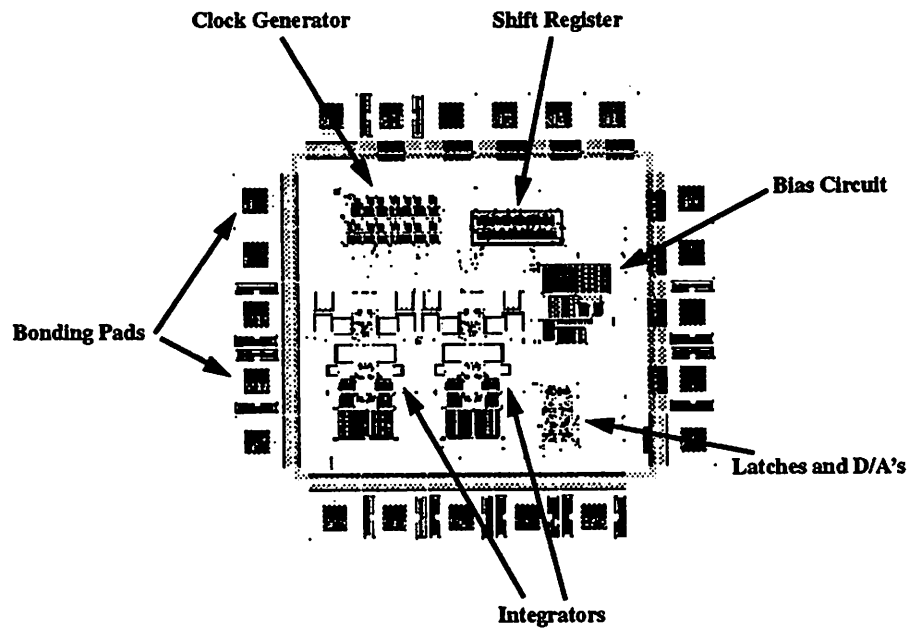 Clock Generator
Shift Register
Bias Circuit
Bonding Pads
Latches and D/A's
Integrators